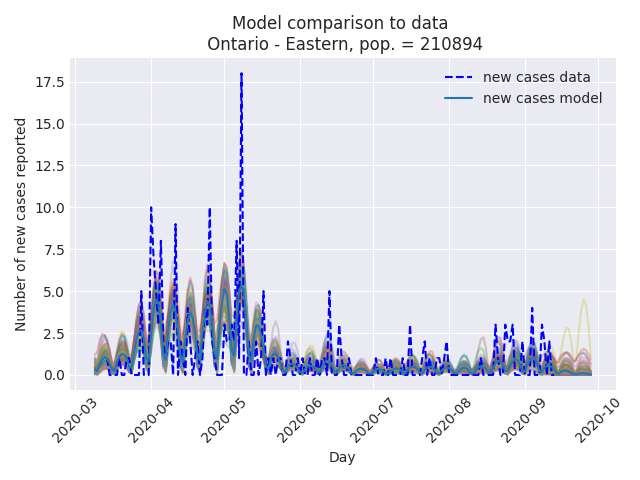 Model comparison to data
Ontario - Eastern, pop. = 210894
new cases data
new cases model
Number of new cases reported
17.5
15.0
12.5
10.0
7.5
5.0
2.5
0.0
2020-03
2020-04
2020-05
2020-06
2020-07
2020-08
2020-09
2020-10
Day